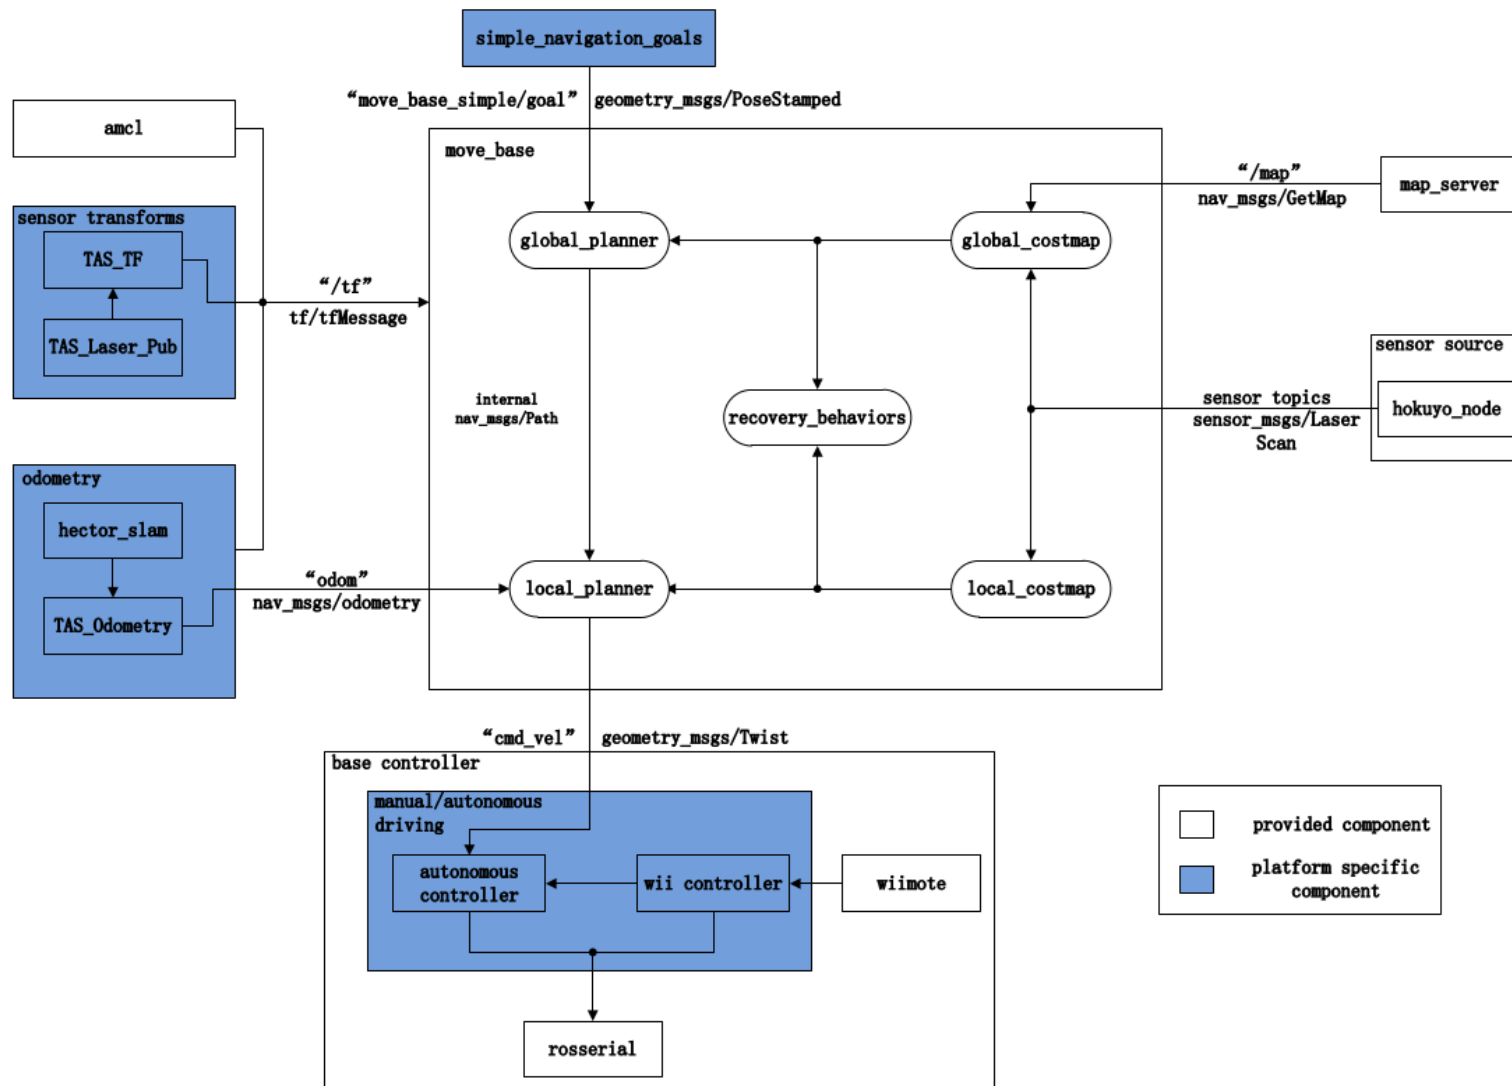 simple_navigation_goals
“move_base_simple/goal” geometry_msgs/PoseStamped
amcl
move_base
“/map”
nav_msgs/GetMap
map_server
sensor transforms
TAS_TF
TAS_Laser_Pub
“/tf”
tf/tfMessage
global_planner
global_costmap
internal
nav_msgs/Path
recovery_behaviors
sensor topics
sensor_msgs/Laser
Scan
sensor source
hokuyo_node
odometry
hector_slam
TAS_Odometry
“odom”
nav_msgs/odometry
local_planner
local_costmap
“cmd_vel” geometry_msgs/Twist
base controller
manual/autonomous
driving
autonomous
controller
wii controller
wiimote
rosserial
provided component
platform specific
component